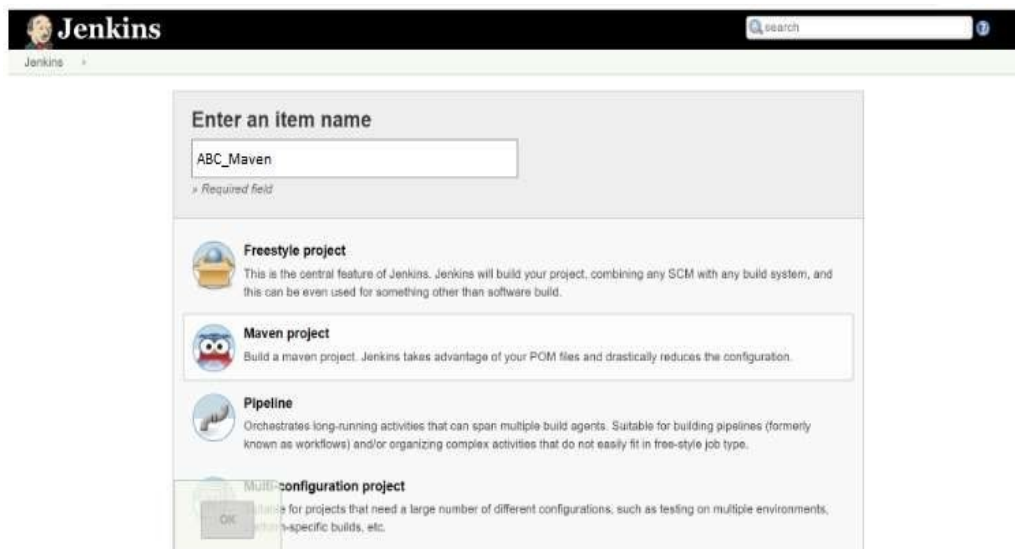 Jenkins
search
Jenkins
Enter an item name
ABC_Maven
» Required field
Freestyle project
This is the central feature of Jenkins. Jenkins will build your project, combining any SCM with any build system, and
this can be even used for something other than software build.
Maven project
Build a maven project. Jenkins takes advantage of your POM files and drastically reduces the configuration.
Pipeline
Orchestrates long-running activities that can span multiple build agents. Suitable for building pipelines (formerly
known as workflows) and/or organizing complex activities that do not easily fit in free-style job type.
Multi-configuration project
for projects that need a large number of different configurations, such as testing on multiple environments,
-specific builds, etc.
OK